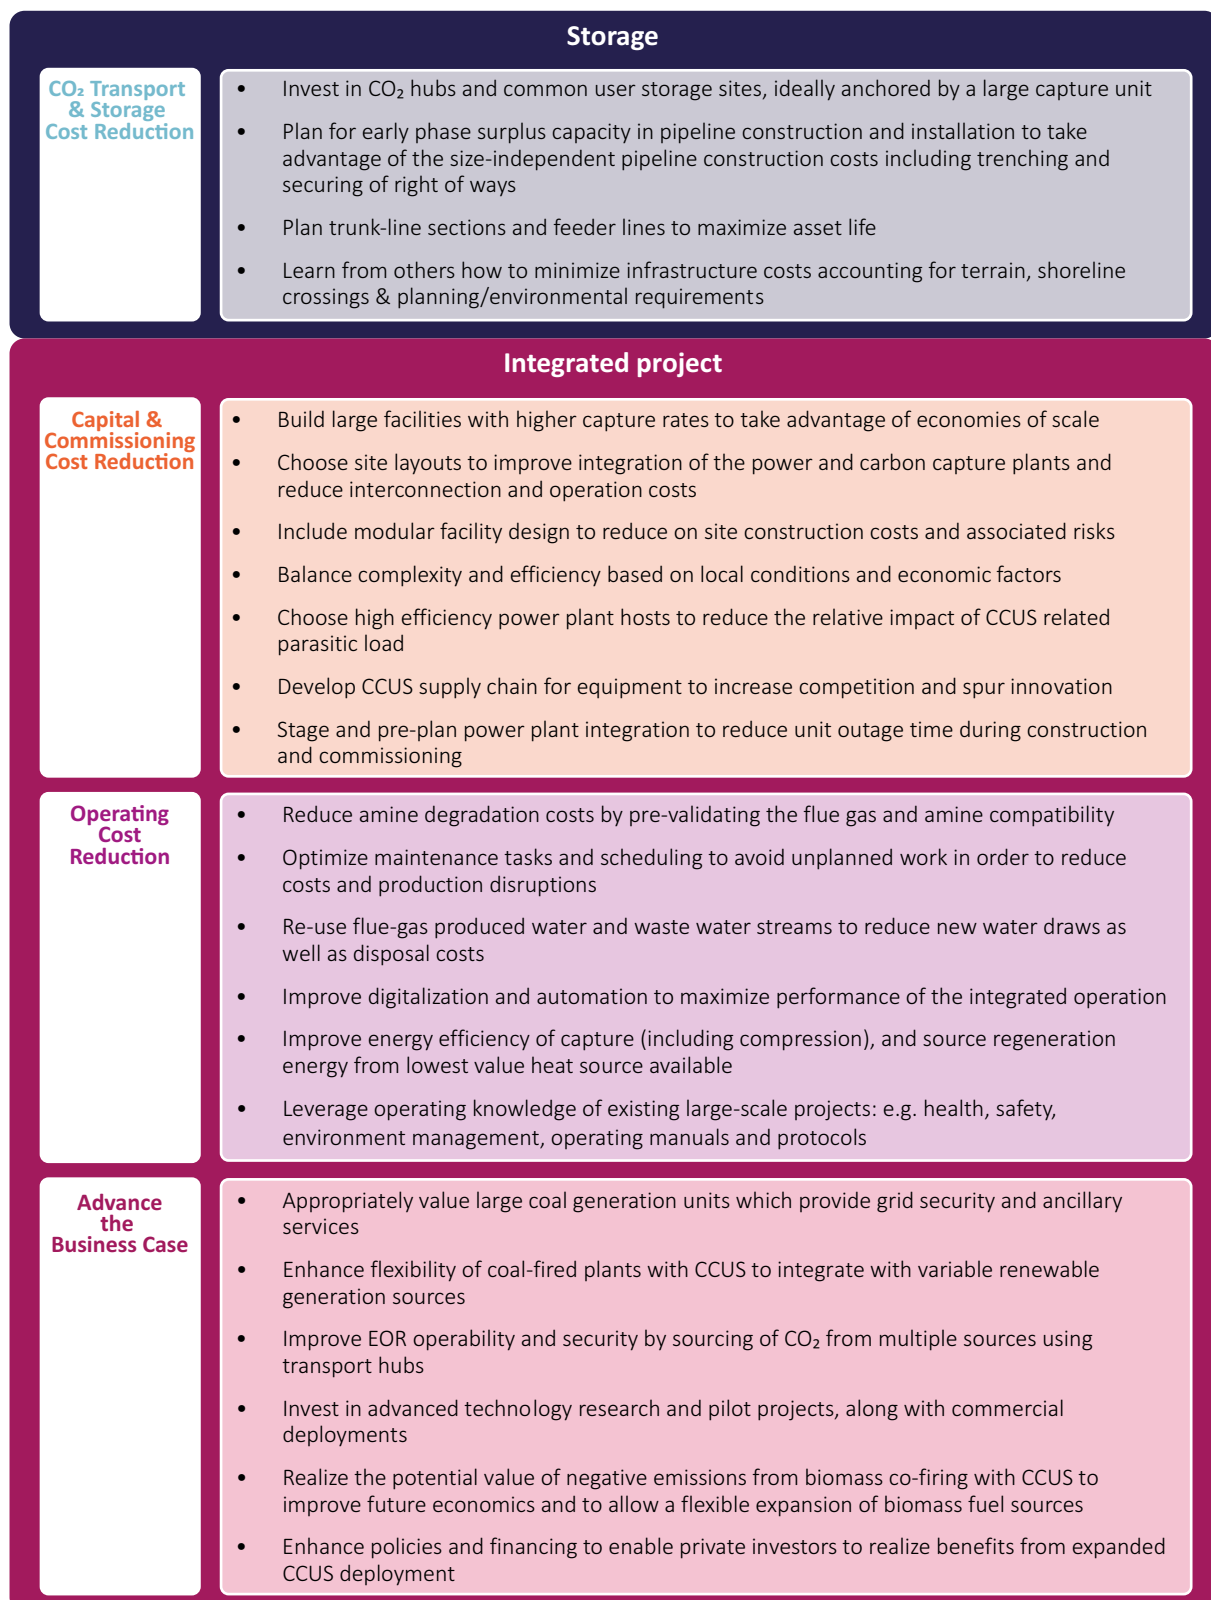 Storage
CO₂ Transport
& Storage
Cost Reduction
• Invest in CO₂ hubs and common user storage sites, ideally anchored by a large capture unit
• Plan for early phase surplus capacity in pipeline construction and installation to take
advantage of the size-independent pipeline construction costs including trenching and
securing of right of ways
• Plan trunk-line sections and feeder lines to maximize asset life
• Learn from others how to minimize infrastructure costs accounting for terrain, shoreline
crossings & planning/environmental requirements
Integrated project
Capital &
Commissioning
Cost Reduction
• Build large facilities with higher capture rates to take advantage of economies of scale
• Choose site layouts to improve integration of the power and carbon capture plants and
reduce interconnection and operation costs
• Include modular facility design to reduce on site construction costs and associated risks
• Balance complexity and efficiency based on local conditions and economic factors
• Choose high efficiency power plant hosts to reduce the relative impact of CCUS related
parasitic load
• Develop CCUS supply chain for equipment to increase competition and spur innovation
• Stage and pre-plan power plant integration to reduce unit outage time during construction
and commissioning
Operating
Cost
Reduction
• Reduce amine degradation costs by pre-validating the flue gas and amine compatibility
• Optimize maintenance tasks and scheduling to avoid unplanned work in order to reduce
costs and production disruptions
• Re-use flue-gas produced water and waste water streams to reduce new water draws as
well as disposal costs
• Improve digitalization and automation to maximize performance of the integrated operation
• Improve energy efficiency of capture (including compression), and source regeneration
energy from lowest value heat source available
• Leverage operating knowledge of existing large-scale projects: e.g. health, safety,
environment management, operating manuals and protocols
Advance
the
Business Case
• Appropriately value large coal generation units which provide grid security and ancillary
services
• Enhance flexibility of coal-fired plants with CCUS to integrate with variable renewable
generation sources
• Improve EOR operability and security by sourcing of CO₂ from multiple sources using
transport hubs
• Invest in advanced technology research and pilot projects, along with commercial
deployments
• Realize the potential value of negative emissions from biomass co-firing with CCUS to
improve future economics and to allow a flexible expansion of biomass fuel sources
• Enhance policies and financing to enable private investors to realize benefits from expanded
CCUS deployment